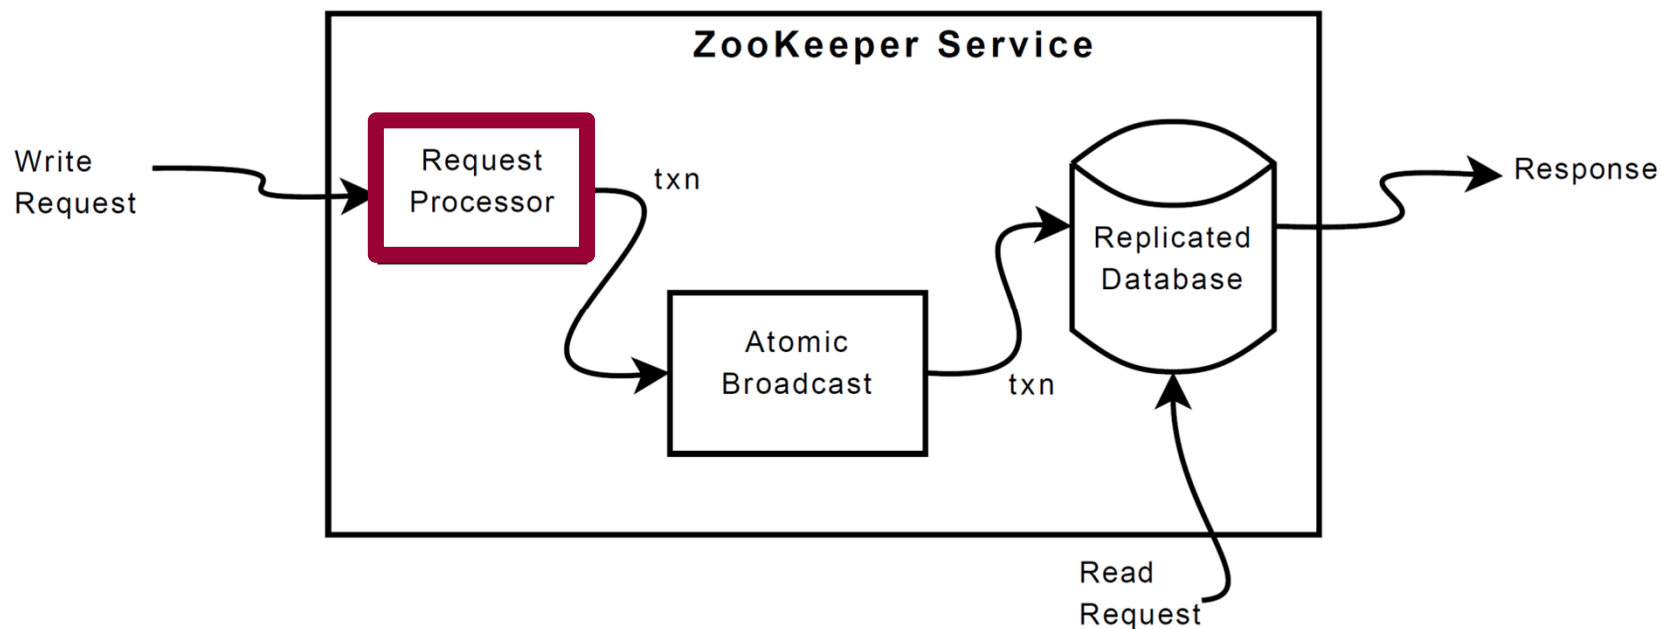 ZooKeeper Service
Write
Request
Request
Processor
txn
Atomic
Broadcast
txn
Replicated
Database
Response
Read
Request